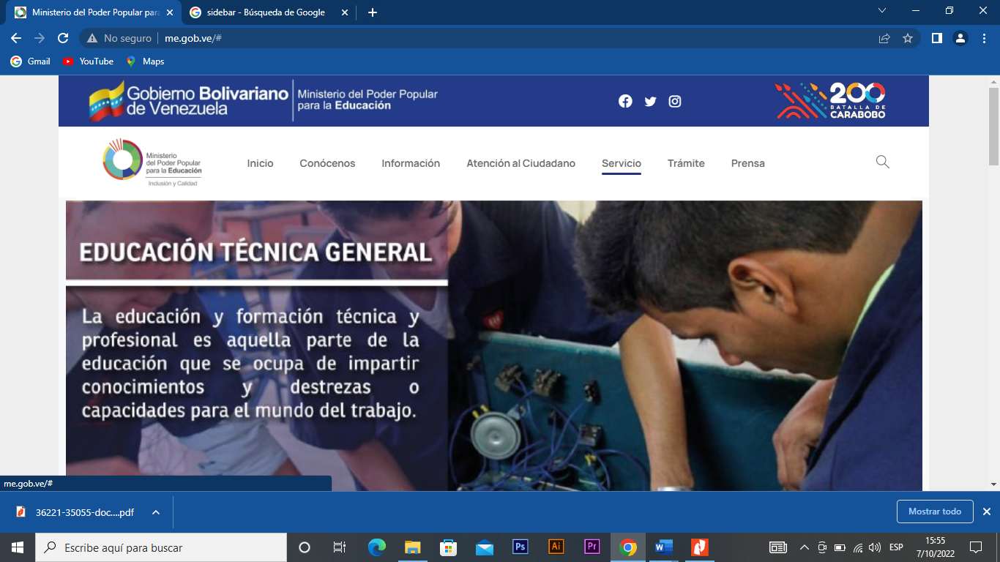 Ministerio del Poder Popular para
sidebar - Búsqueda de Google
No seguro
me.gob.ve/#
Gmail
YouTube
Maps
Gobierno Bolivariano
de Venezuela
Ministerio del Poder Popular
para la Educación
200
BATALLA DE
CARABOBO
Ministerio
del Poder Popular
para la Educación
Inclusión y Calidad
Inicio
Conócenos
Información
Atención al Ciudadano
Servicio
Trámite
Prensa
EDUCACIÓN TÉCNICA GENERAL
La educación y formación técnica y
profesional es aquella parte de la
educación que se ocupa de impartir
conocimientos y destrezas o
capacidades para el mundo del trabajo.
me.gob.ve/#
36221-35055-doc....pdf
Mostrar todo
Escribe aquí para buscar
Ps
Ai
Pr
W
ESP
15:55
7/10/2022